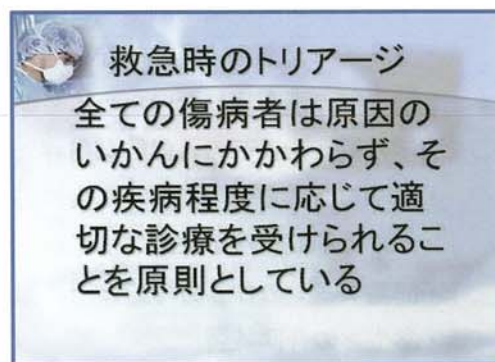 救急時のトリアージ
全ての傷病者は原因の
いかんにかかわらず、そ
の疾病程度に応じて適
切な診療を受けられるこ
とを原則としている